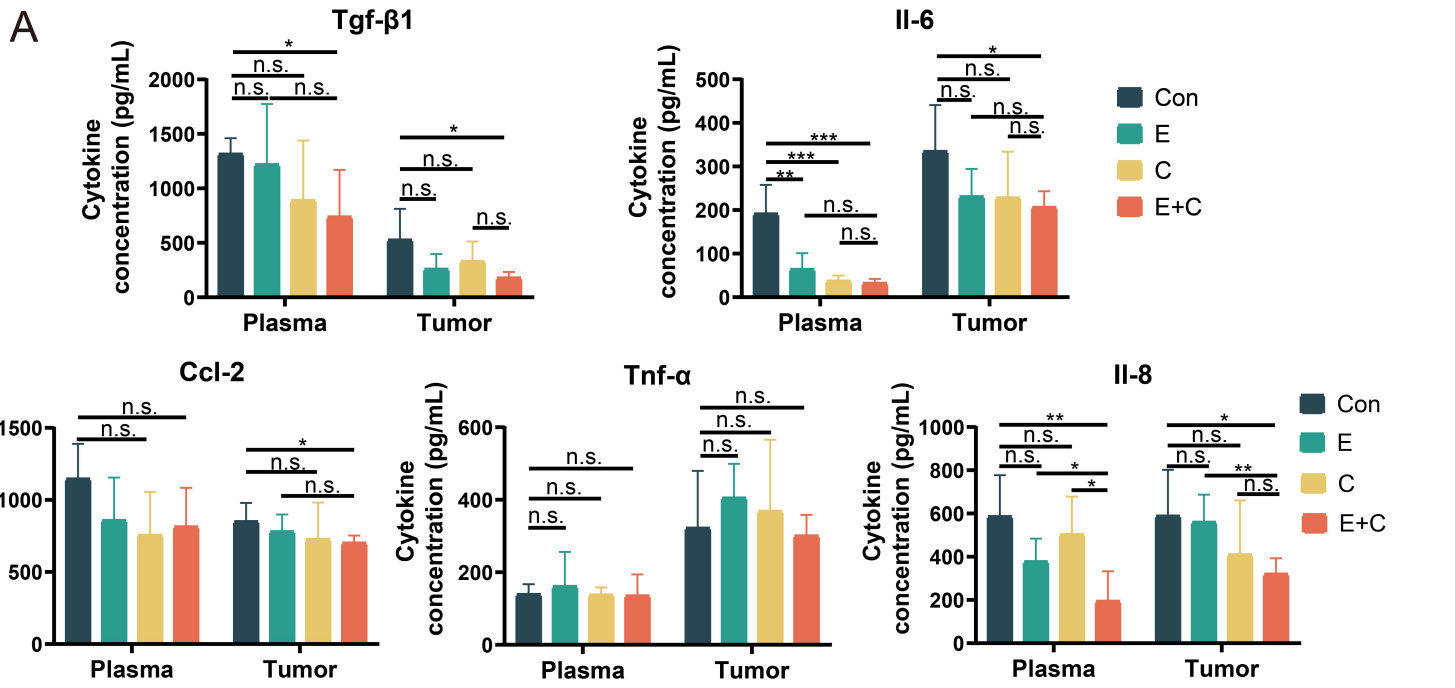 A
Tgf-β1
Cytokine
concentration (pg/mL)
2000
1500
1000
500
0
*
n.s.
n.s. n.s.
*
n.s.
n.s.
n.s.
Plasma Tumor
Il-6
Cytokine
concentration (pg/mL)
500
400
300
200
100
0
***
***
**
n.s.
n.s.
*
n.s.
n.s.
n.s.
n.s.
Plasma Tumor
Con
E
C
E+C
Ccl-2
1500
1000
500
0
n.s.
n.s.
*
n.s.
n.s.
Plasma Tumor
Tnf-α
Cytokine
concentration (pg/mL)
600
400
200
0
n.s.
n.s.
n.s.
n.s.
n.s.
n.s.
Plasma Tumor
Il-8
Cytokine
concentration (pg/mL)
1000
800
600
400
200
0
**
n.s.
n.s. *
*
*
n.s.
n.s. **
n.s.
Plasma Tumor
Con
E
C
E+C